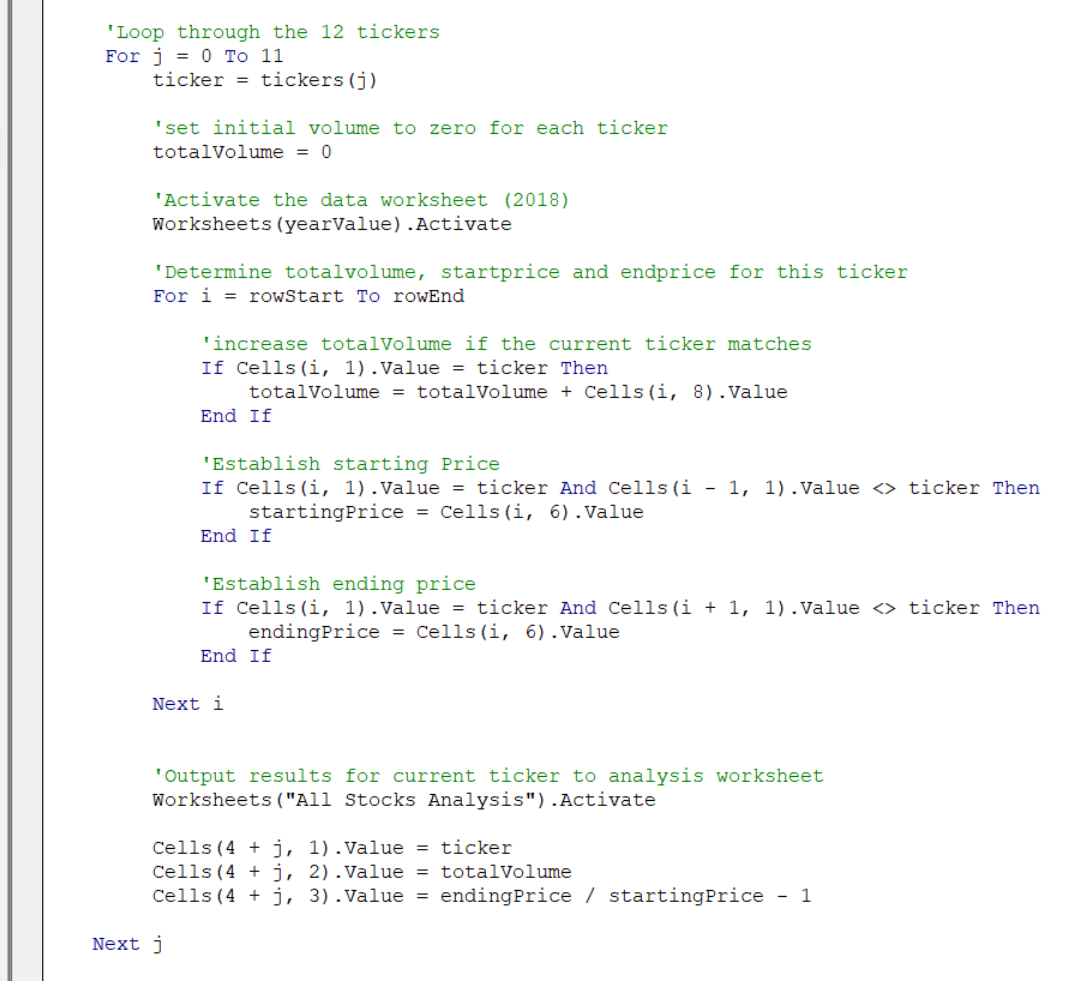 'Loop through the 12 tickers
For j = 0 To 11
ticker = tickers(j)
'set initial volume to zero for each ticker
totalVolume = 0
'Activate the data worksheet (2018)
Worksheets(yearValue).Activate
'Determine totalvolume, startprice and endprice for this ticker
For i = rowStart To rowEnd
'increase totalVolume if the current ticker matches
If Cells(i, 1).Value = ticker Then
totalVolume = totalVolume + Cells(i, 8).Value
End If
'Establish starting Price
If Cells(i, 1).Value = ticker And Cells(i - 1, 1).Value <> ticker Then
startingPrice = Cells(i, 6).Value
End If
'Establish ending price
If Cells(i, 1).Value = ticker And Cells(i + 1, 1).Value <> ticker Then
endingPrice = Cells(i, 6).Value
End If
Next i
'Output results for current ticker to analysis worksheet
Worksheets("All Stocks Analysis").Activate
Cells(4 + j, 1).Value = ticker
Cells(4 + j, 2).Value = totalVolume
Cells(4 + j, 3).Value = endingPrice / startingPrice - 1
Next j